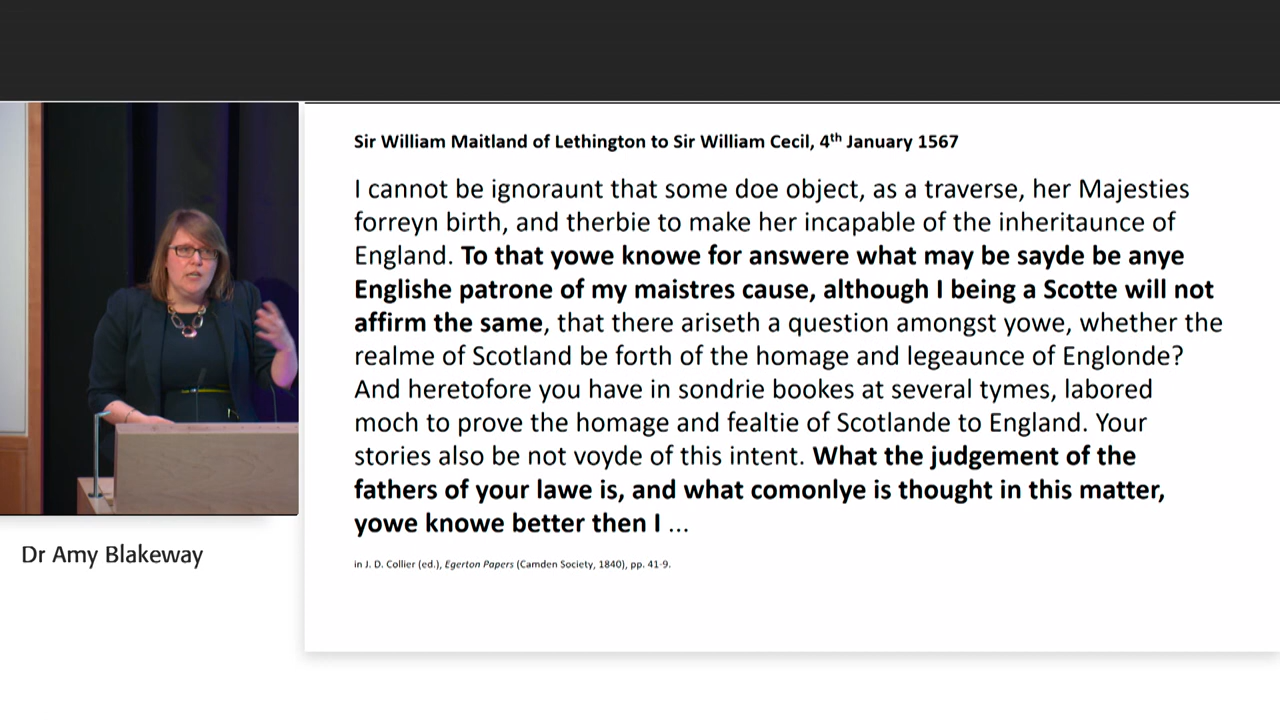 Sir William Maitland of Lethington to Sir William Cecil, 4th January 1567
I cannot be ignoraunt that some doe object, as a traverse, her Majesties
forreyn birth, and therbie to make her incapable of the inheritaunce of
England. To that yowe knowe for answere what may be sayde be anye
Englishe patrone of my maistres cause, although I being a Scotte will not
affirm the same, that there ariseth a question amongst yowe, whether the
realme of Scotland be forth of the homage and legeaunce of Englonde?
And heretofore you have in sondrie bookes at several tymes, labored
moch to prove the homage and fealtie of Scotlande to England. Your
stories also be not voyde of this intent. What the judgement of the
fathers of your lawe is, and what comonlye is thought in this matter,
yowe knowe better then I ...
in J. D. Collier (ed.), Egerton Papers (Camden Society, 1840), pp. 41-9.
Dr Amy Blakeway